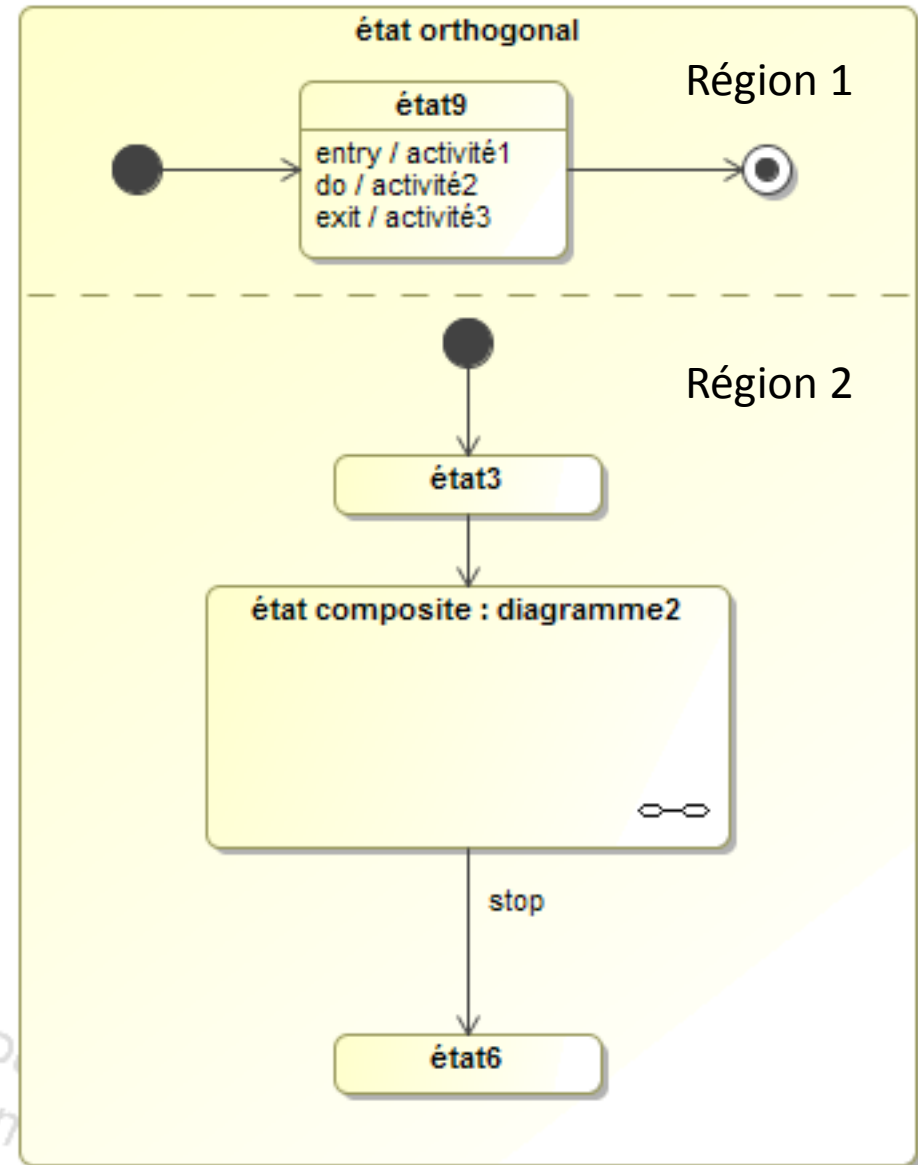 état orthogonal
Région 1
état9
entry / activité1
do / activité2
exit / activité3
Région 2
état3
état composite : diagramme2
stop
état6